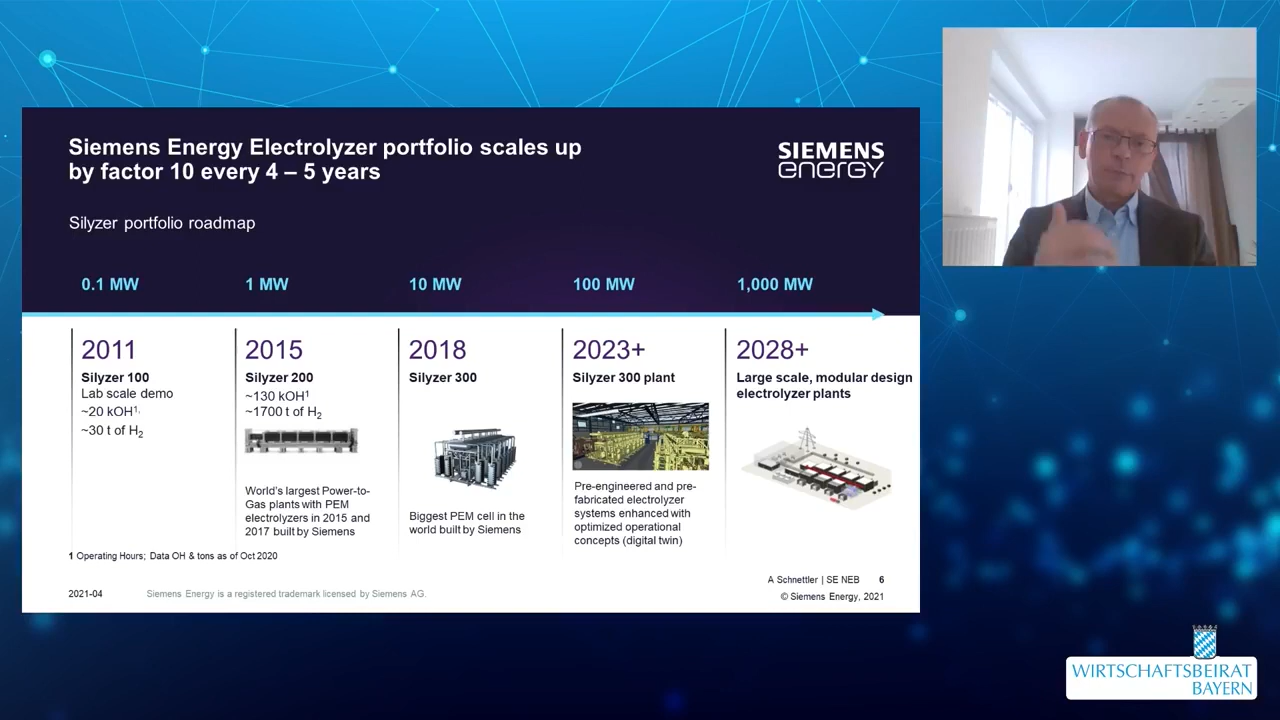 Siemens Energy Electrolyzer portfolio scales up
by factor 10 every 4 – 5 years
SIEMENS
energy
Silyzer portfolio roadmap
0.1 MW
1 MW
10 MW
100 MW
1,000 MW
2011
Silyzer 100
Lab scale demo
~20 kOH1,
~30 t of H2
2015
Silyzer 200
~130 kOH1
~1700 t of H2
World's largest Power-to-
Gas plants with PEM
electrolyzers in 2015 and
2017 built by Siemens
2018
Silyzer 300
Biggest PEM cell in the
world built by Siemens
2023+
Silyzer 300 plant
Pre-engineered and pre-
fabricated electrolyzer
systems enhanced with
optimized operational
concepts (digital twin)
2028+
Large scale, modular design
electrolyzer plants
1 Operating Hours; Data OH & tons as of Oct 2020
2021-04
Siemens Energy is a registered trademark licensed by Siemens AG.
A Schnettler | SE NEB 6
© Siemens Energy, 2021
WIRTSCHAFTSBEIRAT
BAYERN